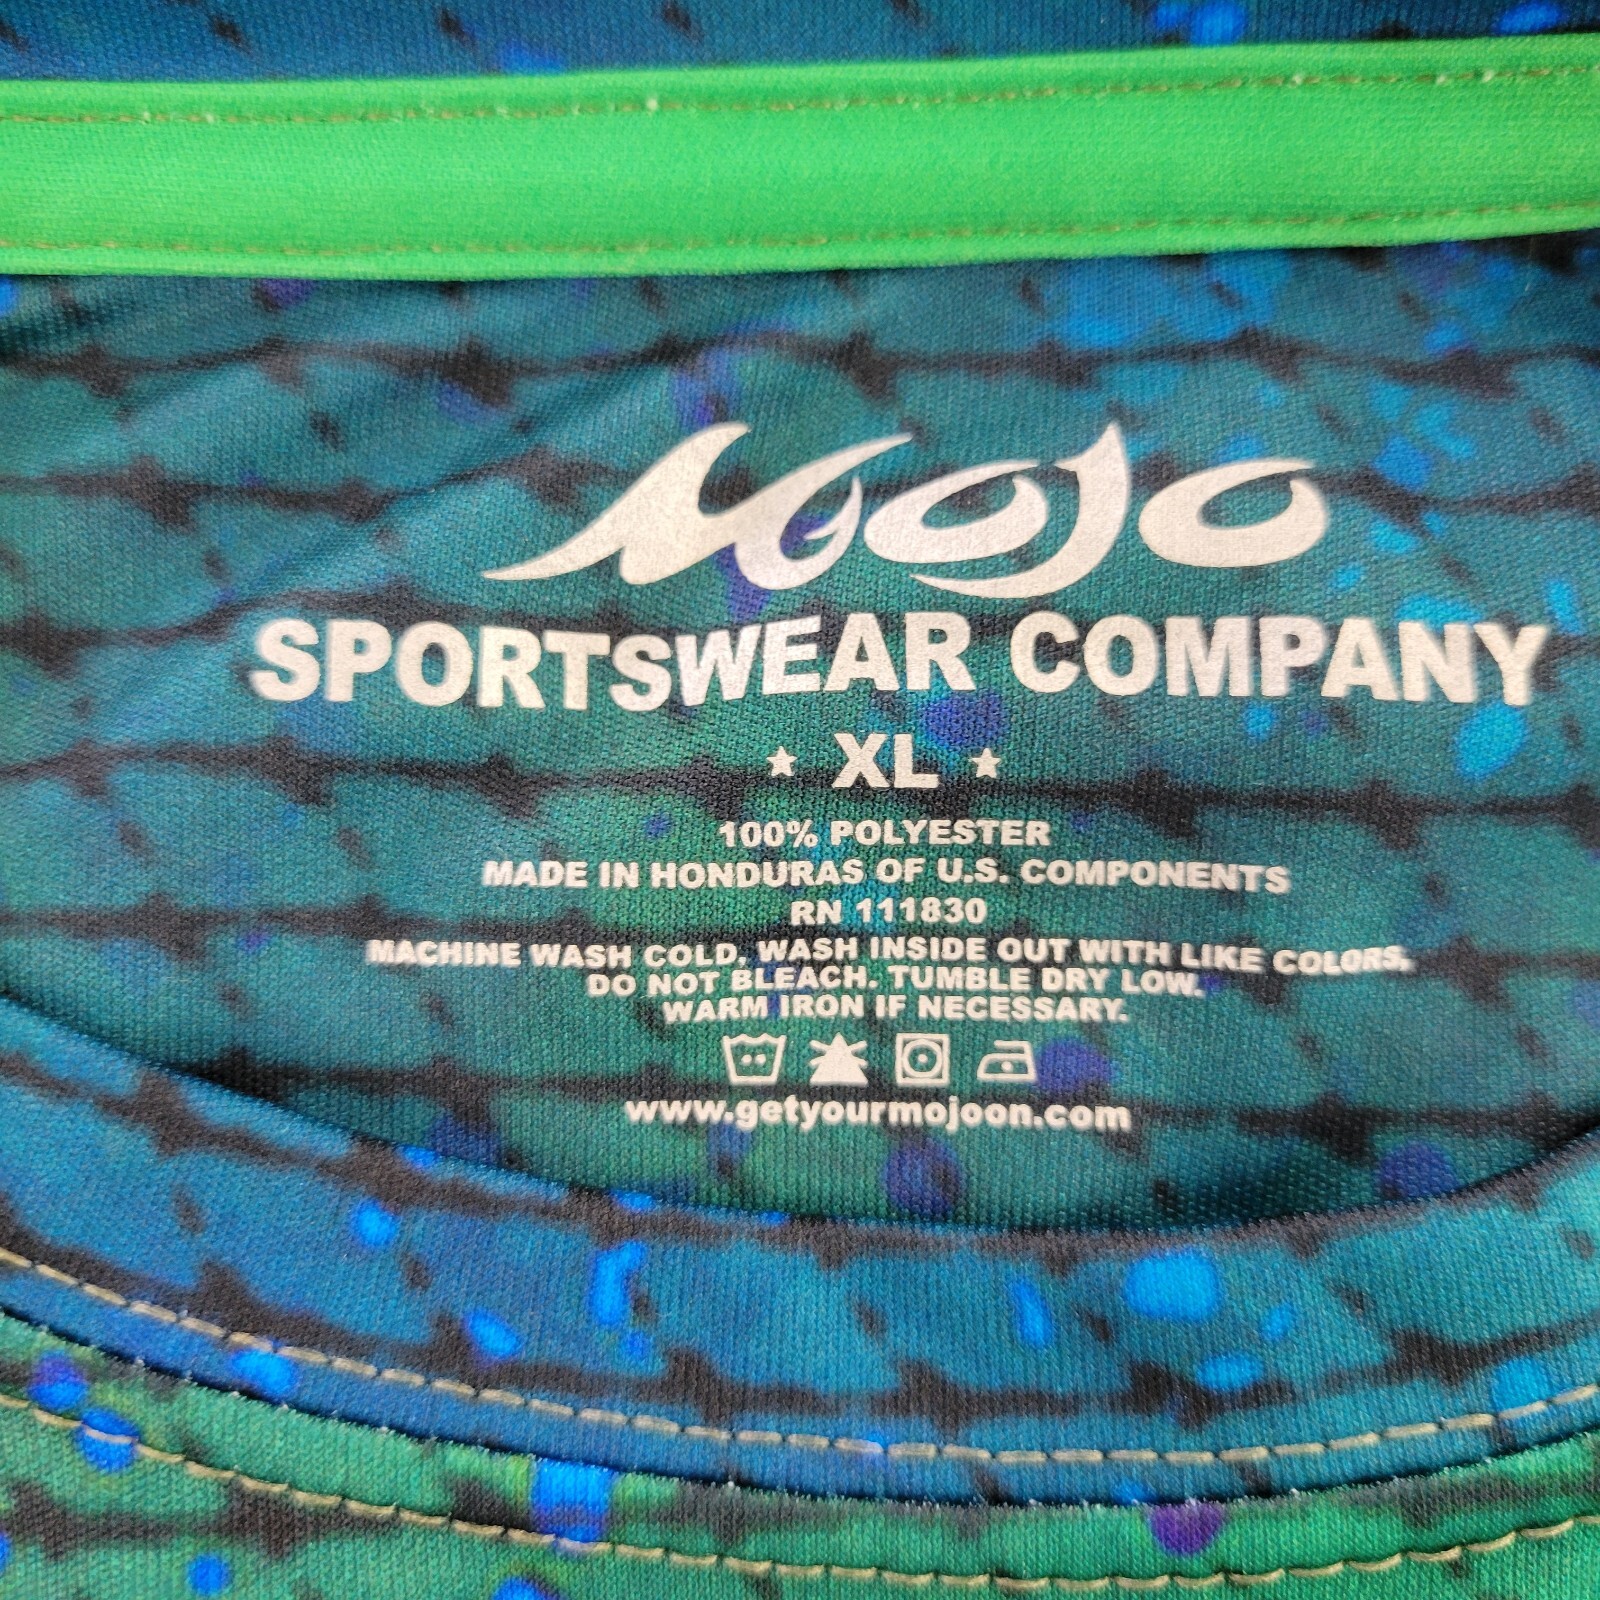 MOJO
SPORTSWEAR COMPANY
★ XL ★
100% POLYESTER
MADE IN HONDURAS OF U.S. COMPONENTS
RN 111830
MACHINE WASH COLD, WASH INSIDE OUT WITH LIKE COLORS,
DO NOT BLEACH. TUMBLE DRY LOW.
WARM IRON IF NECESSARY.
www.getyourmojoon.com